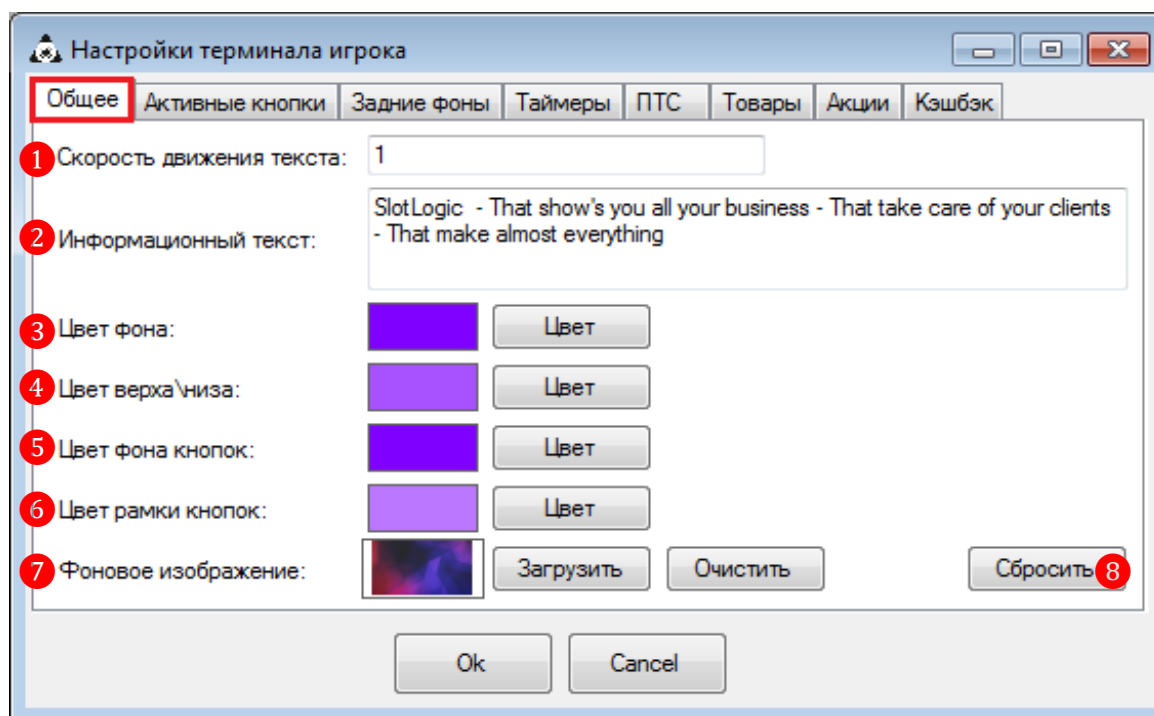 Настройки терминала игрока
Общее Активные кнопки Задние фоны Таймеры ПТС Товары Акции Кэшбэк
1 Скорость движения текста: 1
SlotLogic - That show's you all your business - That take care of your clients
2 Информационный текст: - That make almost everything
3 Цвет фона: Цвет
4 Цвет верха\низа: Цвет
5 Цвет фона кнопок: Цвет
6 Цвет рамки кнопок: Цвет
7 Фоновое изображение: Загрузить Очистить Сбросить 8
Ok Cancel